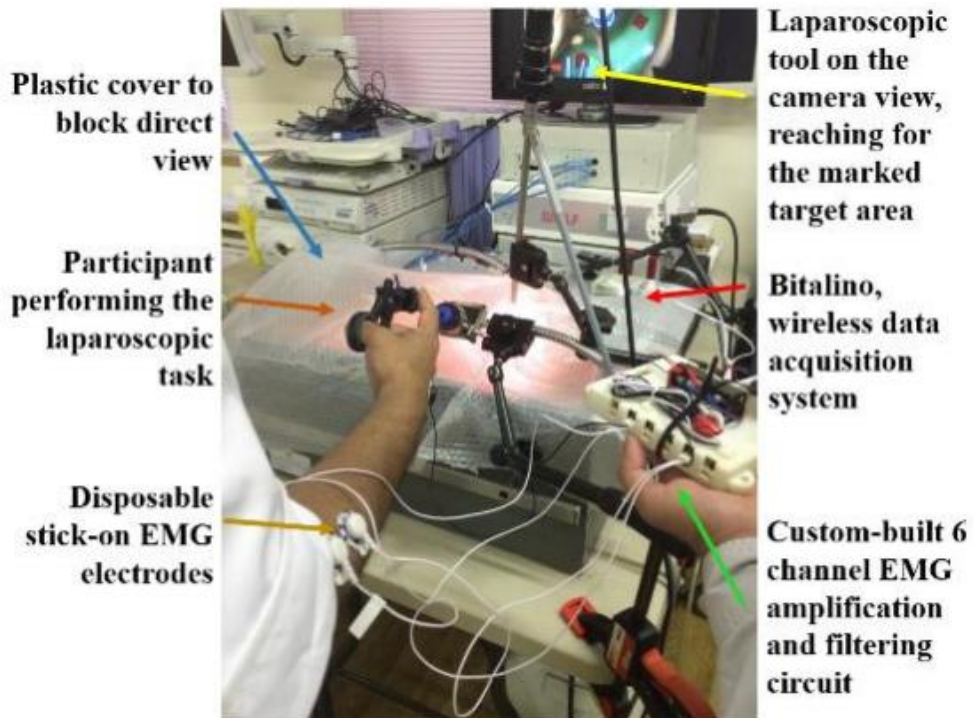 Plastic cover to
block direct
view
Participant
performing the
laparoscopic
task
Disposable
stick-on EMG
electrodes
Laparoscopic
tool on the
camera view,
reaching for
the marked
target area
Bitalino,
wireless data
acquisition
system
Custom-built 6
channel EMG
amplification
and filtering
circuit
WOLF